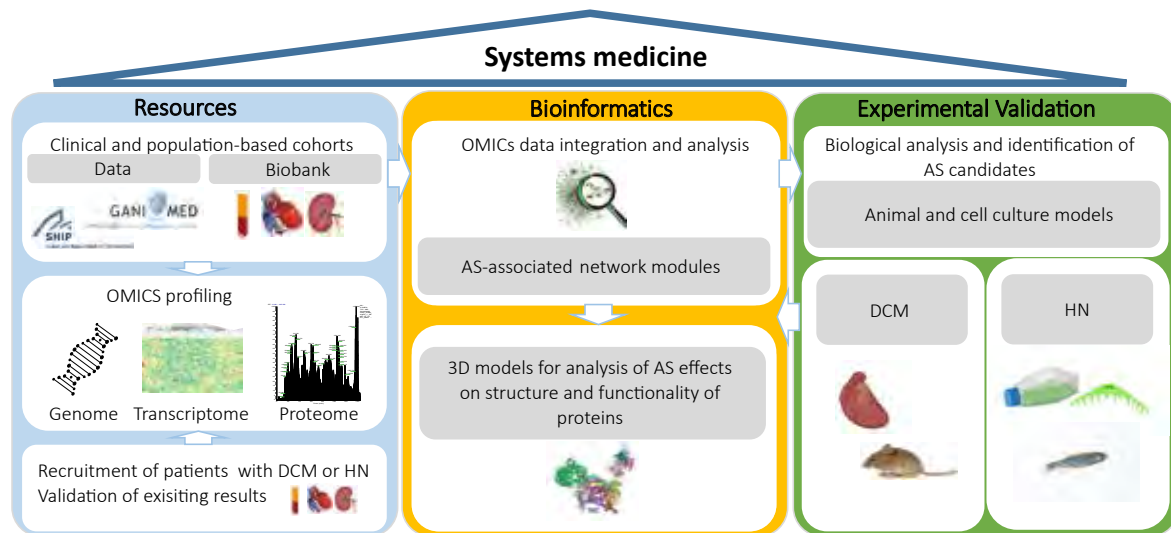 Systems medicine
Resources
Clinical and population-based cohorts
Data
Biobank
GANI MED
SHIP
OMICS profiling
Genome
Transcriptome
Proteome
Recruitment of patients with DCM or HN
Validation of exisiting results
Bioinformatics
OMICs data integration and analysis
AS-associated network modules
3D models for analysis of AS effects
on structure and functionality of
proteins
Experimental Validation
Biological analysis and identification of
AS candidates
Animal and cell culture models
DCM
HN